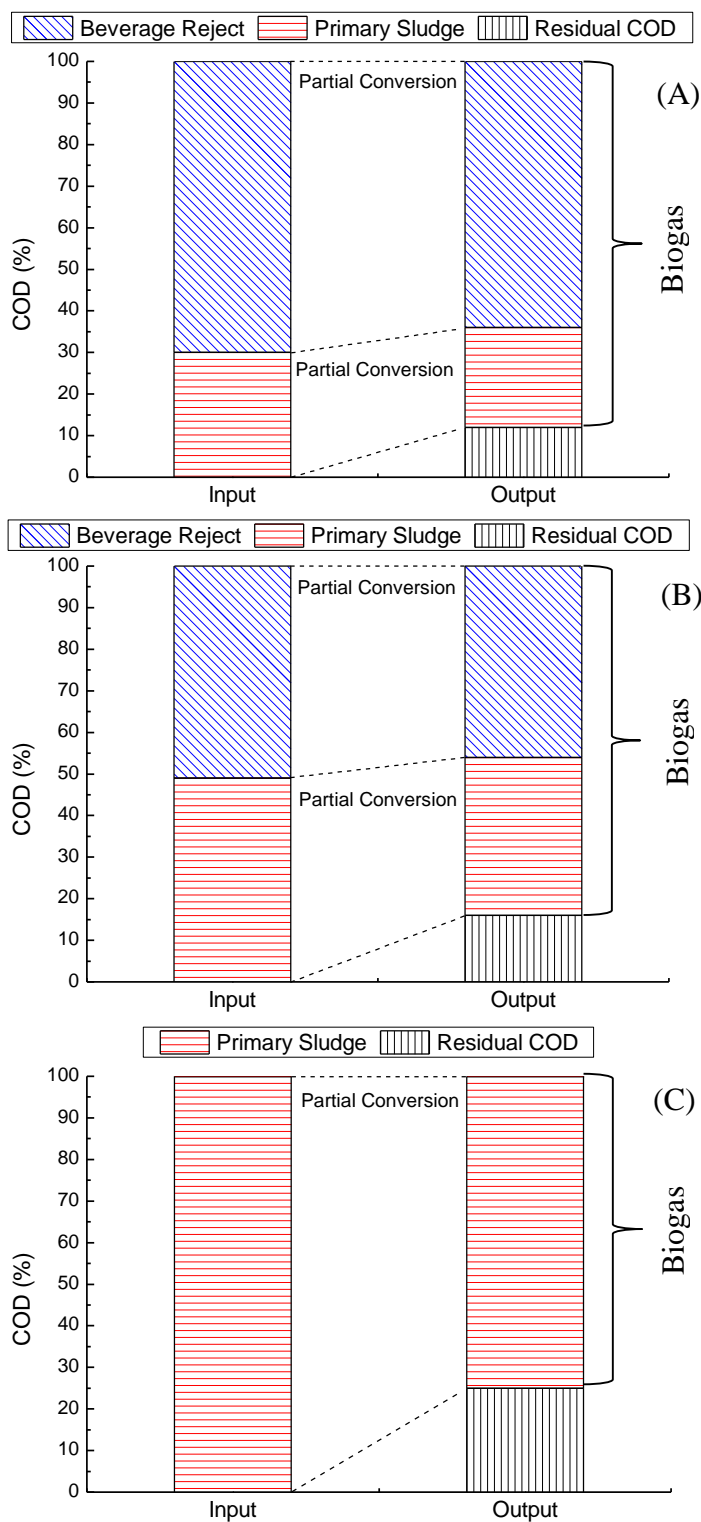 Beverage Reject Primary Sludge Residual COD
100
90
80
70
60
50
40
30
20
10
0
COD (%)
Partial Conversion
Partial Conversion
(A)
Biogas
Input Output
Beverage Reject Primary Sludge Residual COD
100
90
80
70
60
50
40
30
20
10
0
COD (%)
Partial Conversion
Partial Conversion
(B)
Biogas
Input Output
Primary Sludge Residual COD
100
90
80
70
60
50
40
30
20
10
0
COD (%)
Partial Conversion
(C)
Biogas
Input Output